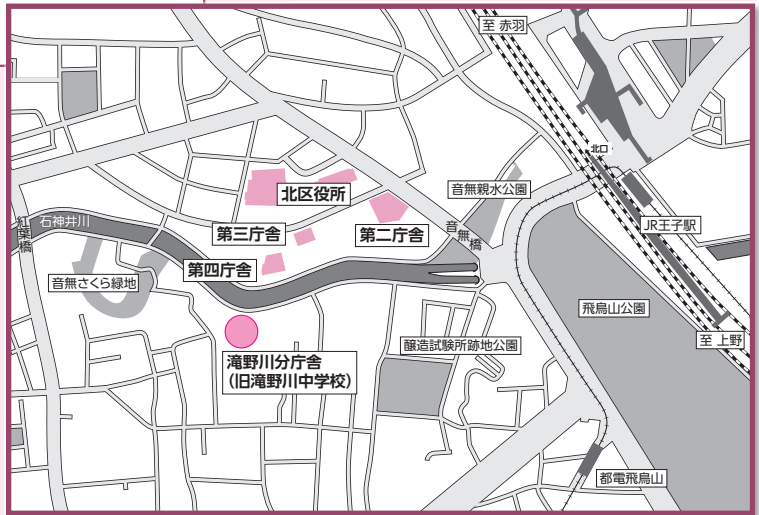 至 赤羽
北口
北区役所
音無親水公園
紅葉橋
石神井川
第三庁舎
第二庁舎
音無橋
JR王子駅
第四庁舎
音無さくら緑地
飛鳥山公園
滝野川分庁舎
(旧滝野川中学校)
醸造試験所跡地公園
至 上野
都電飛鳥山